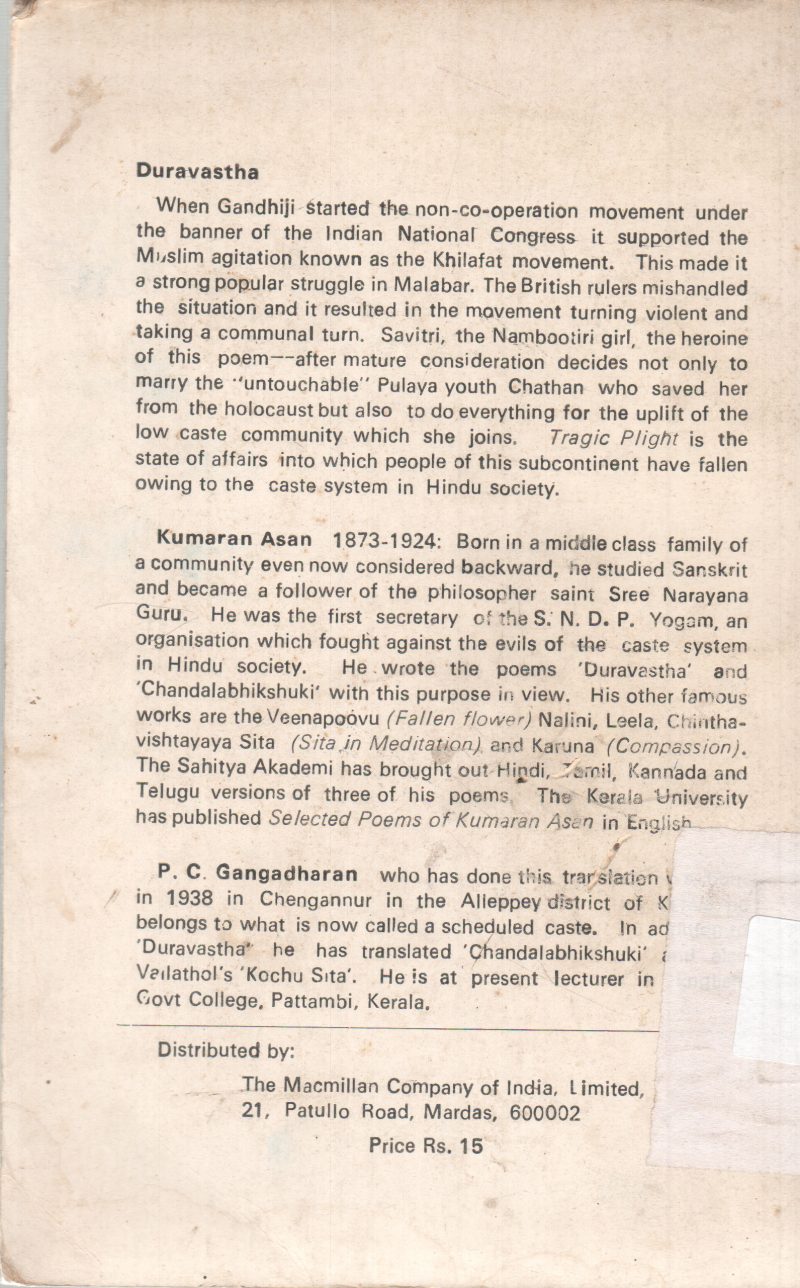 Duravastha
When Gandhiji started the non-co-operation movement under
the banner of the Indian National Congress it supported the
Muslim agitation known as the Khilafat movement. This made it
a strong popular struggle in Malabar. The British rulers mishandled
the situation and it resulted in the movement turning violent and
taking a communal turn. Savitri, the Nambootiri girl, the heroine
of this poem--after mature consideration decides not only to
marry the "untouchable" Pulaya youth Chathan who saved her
from the holocaust but also to do everything for the uplift of the
low caste community which she joins. Tragic Plight is the
state of affairs into which people of this subcontinent have fallen
owing to the caste system in Hindu society.
Kumaran Asan 1873-1924: Born in a middle class family of
a community even now considered backward, he studied Sanskrit
and became a follower of the philosopher saint Sree Narayana
Guru. He was the first secretary of the S. N. D. P. Yogam, an
organisation which fought against the evils of the caste system
in Hindu society. He wrote the poems 'Duravastha' and
'Chandalabhikshuki' with this purpose in view. His other famous
works are the Veenapoovu (Fallen flower) Nalini, Leela, Chintha-
vishtayaya Sita (Sita in Meditation) and Karuna (Compassion).
The Sahitya Akademi has brought out Hindi, Tamil, Kannada and
Telugu versions of three of his poems. The Kerala University
has published Selected Poems of Kumaran Asan in English
P. C. Gangadharan who has done this translation
in 1938 in Chengannur in the Alleppey district of K
belongs to what is now called a scheduled caste. In ad
'Duravastha' he has translated 'Chandalabhikshuki'
Vallathol's 'Kochu Sita'. He is at present lecturer in
Govt College, Pattambi, Kerala.
Distributed by:
The Macmillan Company of India, Limited,
21, Patullo Road, Mardas, 600002
Price Rs. 15